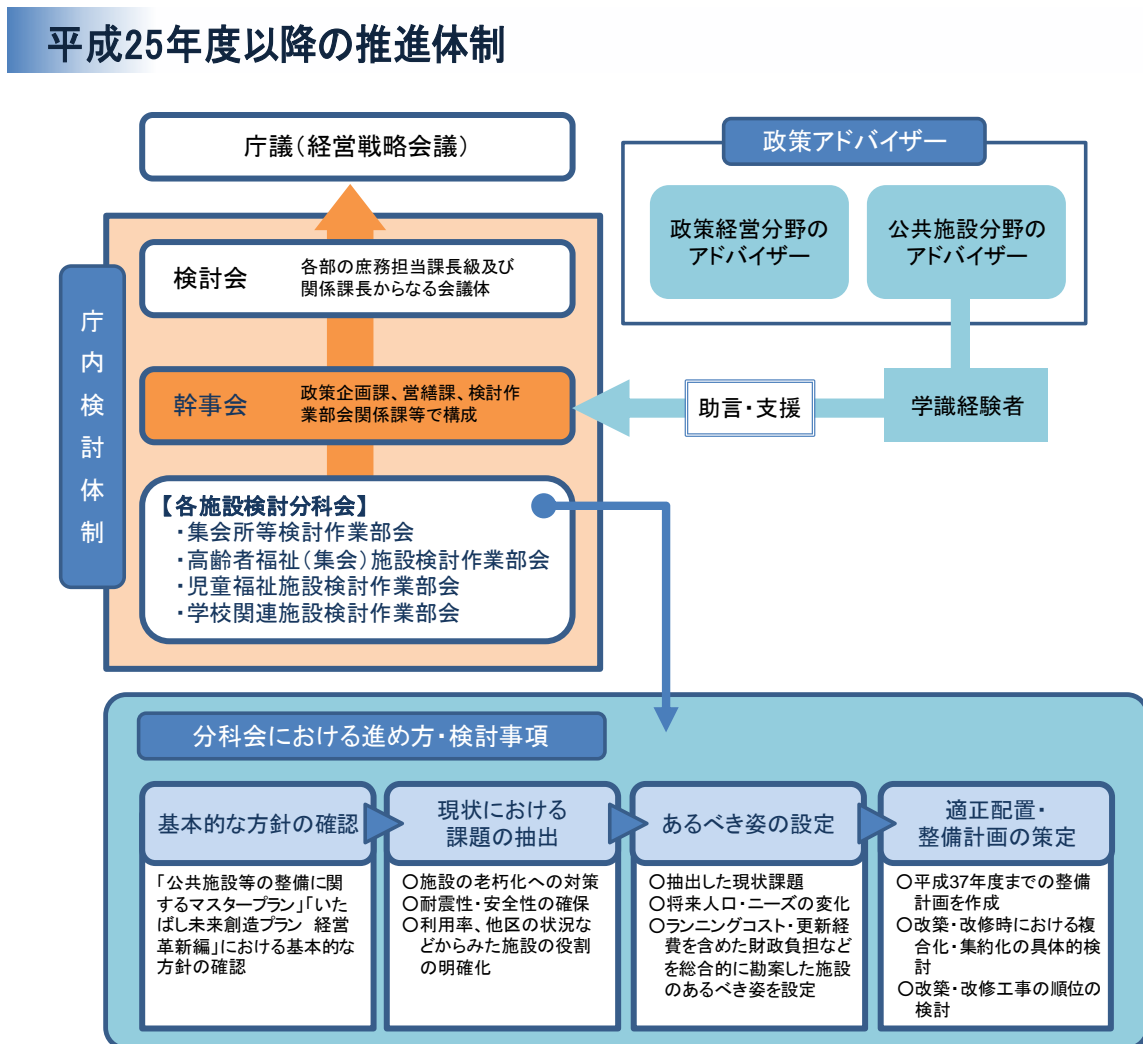 平成25年度以降の推進体制
庁議（経営戦略会議）
政策アドバイザー
政策経営分野の
アドバイザー
公共施設分野の
アドバイザー
庁内検討体制
検討会
各部の庶務担当課長級及び
関係課長からなる会議体
幹事会
政策企画課、営繕課、検討作
業部会関係課等で構成
助言・支援
学識経験者
【各施設検討分科会】
・集会所等検討作業部会
・高齢者福祉（集会）施設検討作業部会
・児童福祉施設検討作業部会
・学校関連施設検討作業部会
分科会における進め方・検討事項
基本的な方針の確認
「公共施設等の整備に関
するマスタープラン」「いた
ばし未来創造プラン　経営
革新編」における基本的な
方針の確認
現状における
課題の抽出
○施設の老朽化への対策
○耐震性・安全性の確保
○利用率、他区の状況な
どからみた施設の役割
の明確化
あるべき姿の設定
○抽出した現状課題
○将来人口・ニーズの変化
○ランニングコスト・更新経
費を含めた財政負担など
を総合的に勘案した施設
のあるべき姿を設定
適正配置・
整備計画の策定
○平成37年度までの整備
計画を作成
○改築・改修時における複
合化・集約化の具体的検
討
○改築・改修工事の順位の
検討